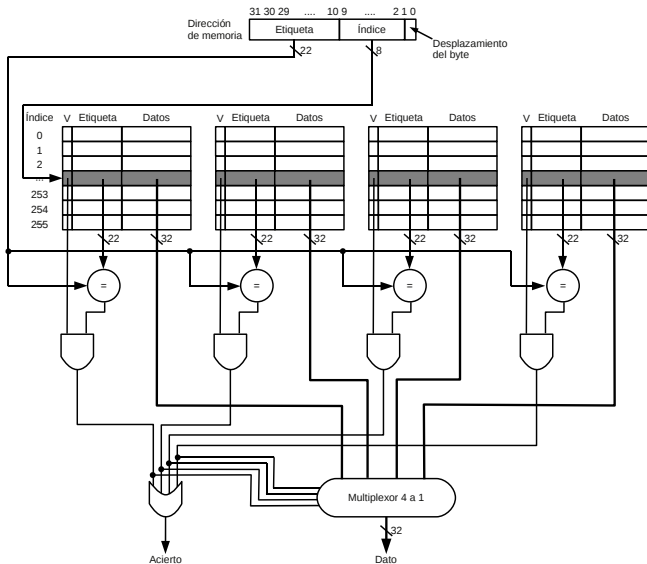 31 30 29 .... 10 9 .... 2 1 0
Dirección
de memoria
Etiqueta
Índice
Desplazamiento
del byte
22
8
Índice
V Etiqueta Datos
V Etiqueta Datos
V Etiqueta Datos
V Etiqueta Datos
0
1
2
...
253
254
255
22
32
22
32
22
32
22
32
=
=
=
=
Multiplexor 4 a 1
32
Acierto
Dato